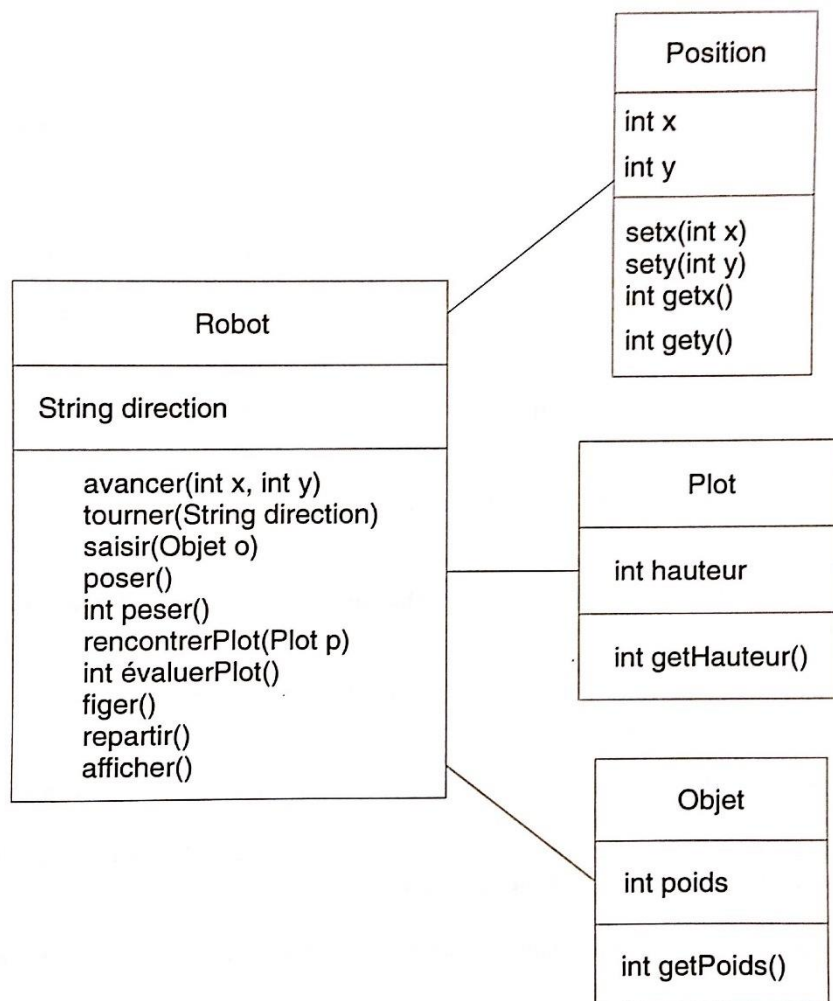 Position
int x
int y
setx(int x)
sety(int y)
int getx()
int gety()
Robot
String direction
avancer(int x, int y)
tourner(String direction)
saisir(Objet o)
poser()
int peser()
rencontrerPlot(Plot p)
int évaluerPlot()
figer()
repartir()
afficher()
Plot
int hauteur
int getHauteur()
Objet
int poids
int getPoids()